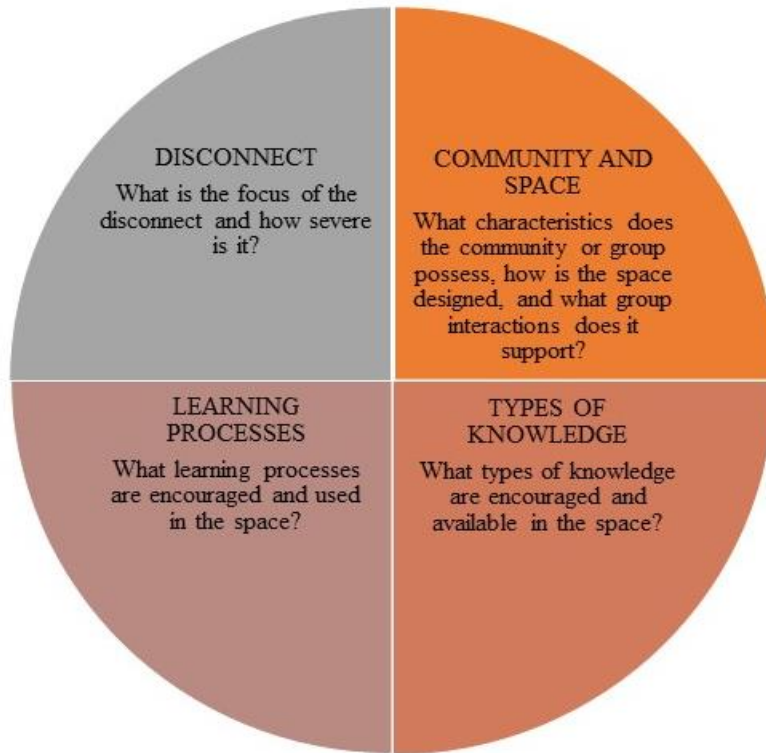 DISCONNECT
What is the focus of the
disconnect and how severe
is it?
COMMUNITY AND
SPACE
What characteristics does
the community or group
possess, how is the space
designed, and what group
interactions does it
support?
LEARNING
PROCESSES
What learning processes
are encouraged and used
in the space?
TYPES OF
KNOWLEDGE
What types of knowledge
are encouraged and
available in the space?